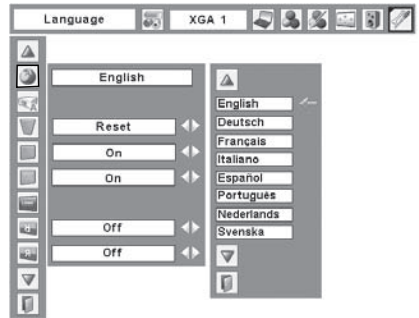 Language XGA 1
English
Reset
On
On
Off
Off
English
Deutsch
Français
Italiano
Español
Português
Nederlands
Svenska